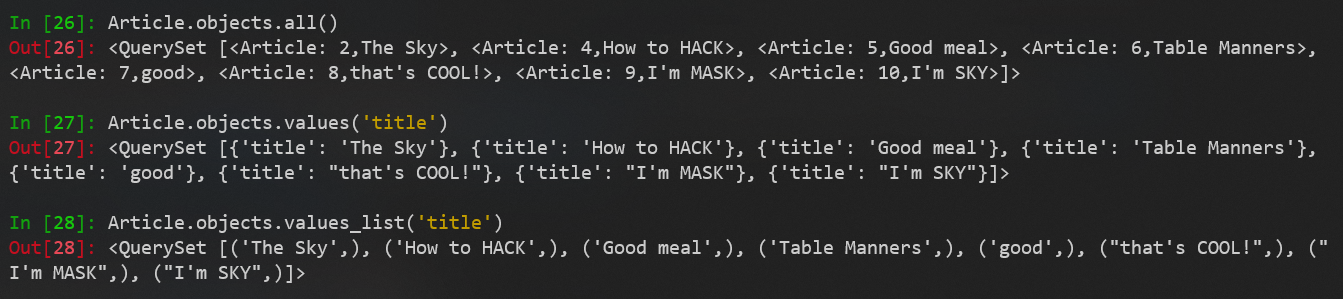 In [26]: Article.objects.all()
Out[26]: <QuerySet [<Article: 2,The Sky>, <Article: 4,How to HACK>, <Article: 5,Good meal>, <Article: 6,Table Manners>,
<Article: 7,good>, <Article: 8,that's COOL!>, <Article: 9,I'm MASK>, <Article: 10,I'm SKY>]>
In [27]: Article.objects.values('title')
Out[27]: <QuerySet [{'title': 'The Sky'}, {'title': 'How to HACK'}, {'title': 'Good meal'}, {'title': 'Table Manners'},
{'title': 'good'}, {'title': "that's COOL!"}, {'title': "I'm MASK"}, {'title': "I'm SKY"}]>
In [28]: Article.objects.values_list('title')
Out[28]: <QuerySet [('The Sky',), ('How to HACK',), ('Good meal',), ('Table Manners',), ('good',), ("that's COOL!",), ("
I'm MASK",), ("I'm SKY",)]>